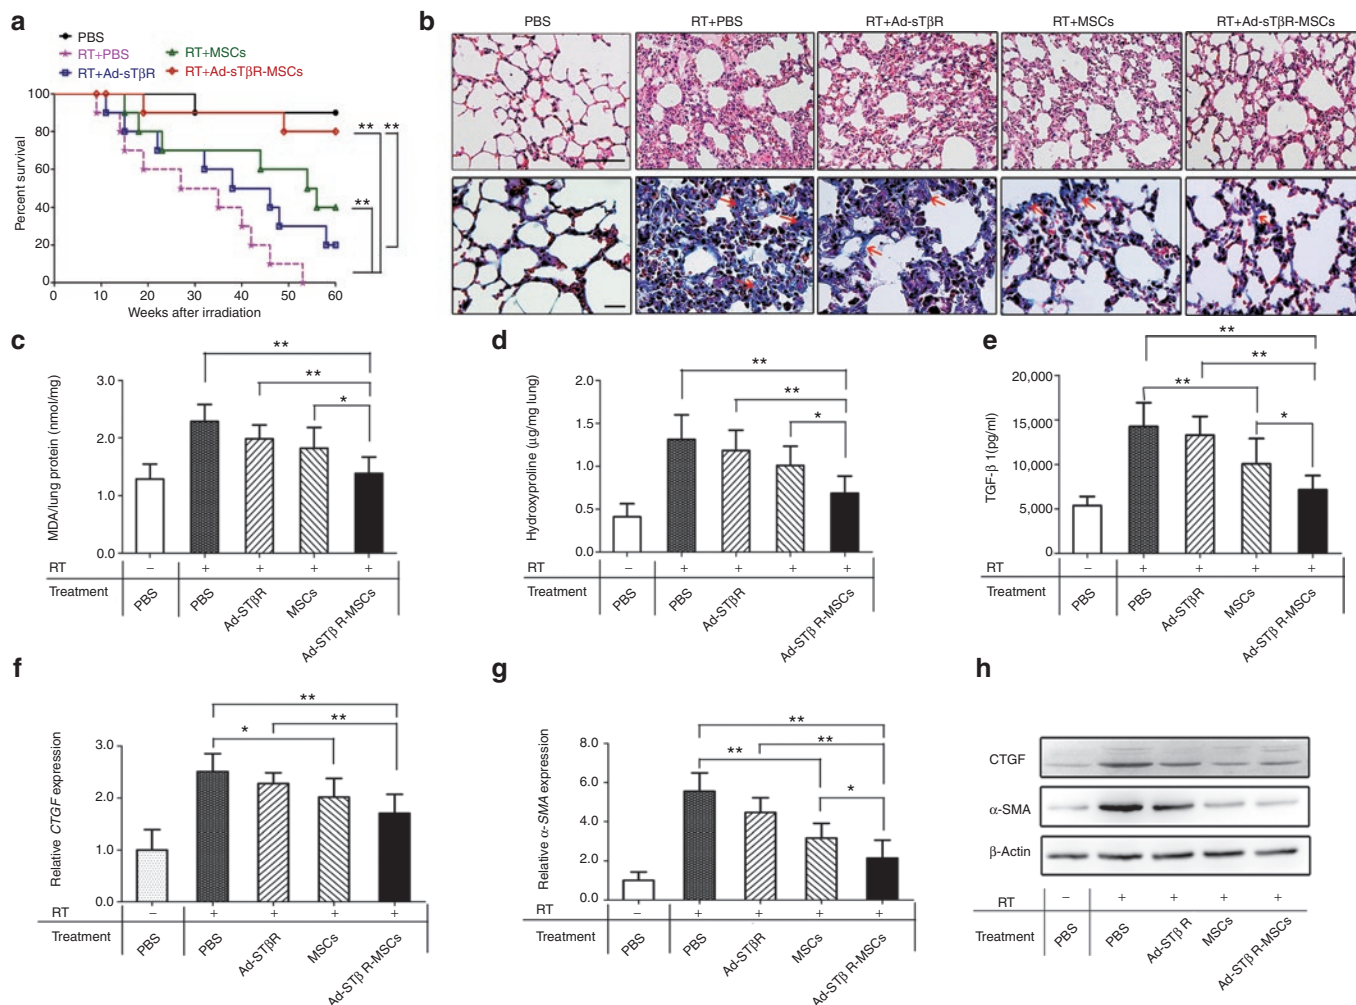 a
PBS
RT+PBS
RT+MSCs
RT+Ad-sTβR
RT+Ad-sTβR-MSCs
Percent survival
100
80
60
40
20
0
** **
**
0 10 20 30 40 50 60
Weeks after irradiation
b
PBS RT+PBS RT+Ad-sTβR RT+MSCs RT+Ad-sTβR-MSCs
c
MDA/lung protein (nmol/mg)
3.0
2.0
1.0
0.0
**
**
*
RT − + + + +
Treatment PBS PBS Ad-STβR MSCs Ad-STβ R-MSCs
d
Hydroxyproline (μg/mg lung)
2.0
1.5
1.0
0.5
0.0
**
**
*
RT − + + + +
Treatment PBS PBS Ad-STβR Ad-STβ R-MSCs
e
TGF-β 1(pg/ml)
20,000
15,000
10,000
5,000
0
**
**
**
*
RT − + + + +
Treatment PBS PBS Ad-STβR MSCs Ad-STβ R-MSCs
f
Relative CTGF expression
3.0
2.0
1.0
0.0
**
**
*
RT − + + + +
Treatment PBS PBS Ad-STβR MSCs Ad-STβ R-MSCs
g
Relative α-SMA expression
8.0
6.0
4.0
2.0
0.0
**
**
**
*
RT − + + + +
Treatment PBS PBS Ad-STβR MSCs Ad-STβ R-MSCs
h
CTGF
α-SMA
β-Actin
RT − + + + +
Treatment PBS PBS Ad-STβ R MSCs Ad-STβ R-MSCs